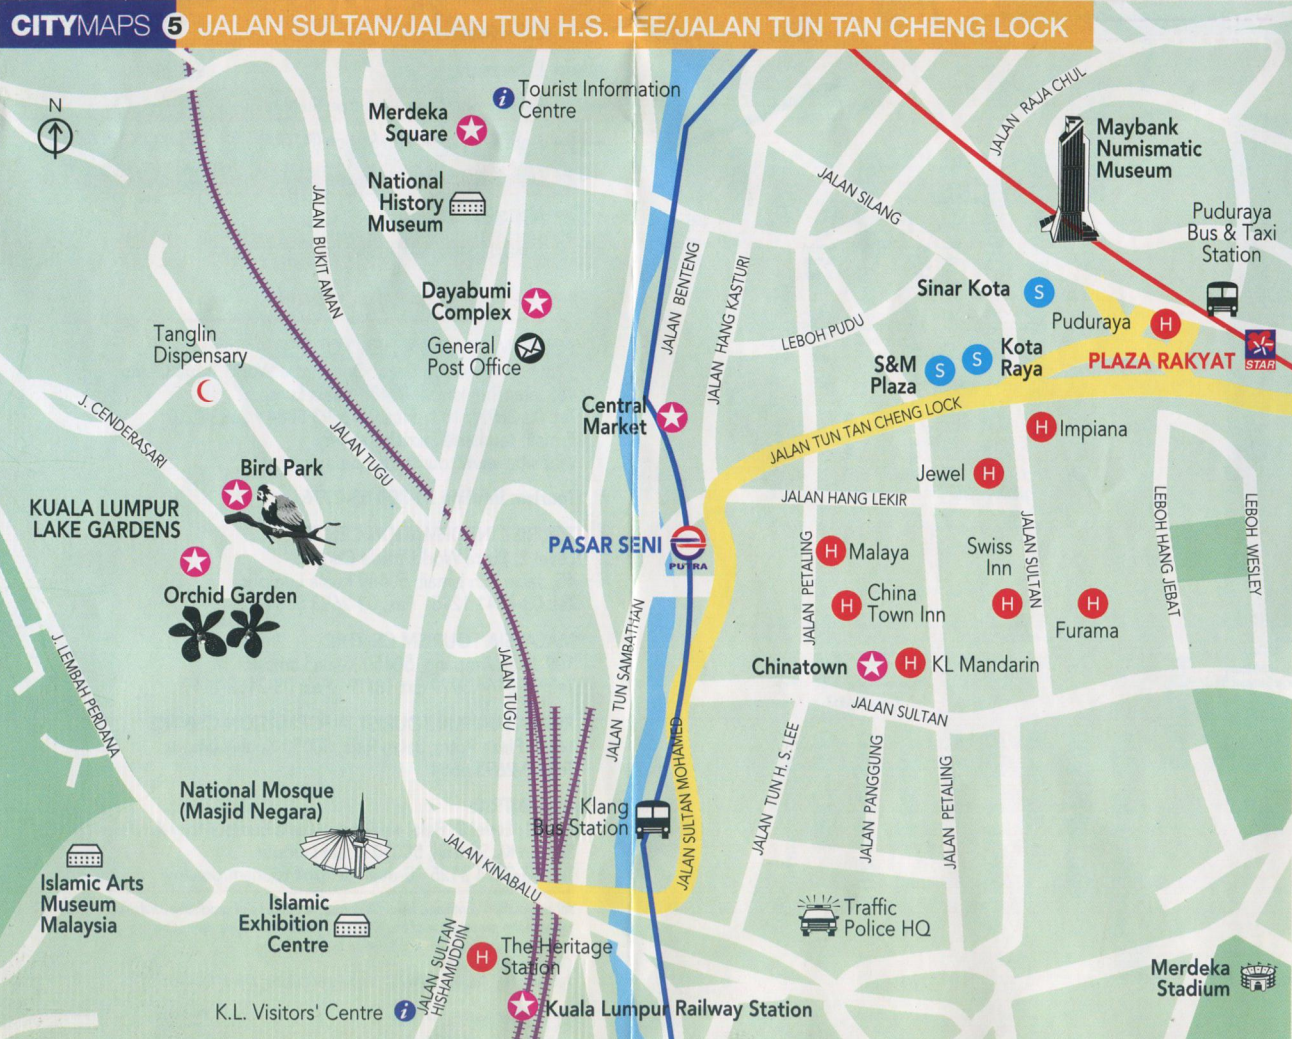 CITYMAPS 5 JALAN SULTAN/JALAN TUN H.S. LEE/JALAN TUN TAN CHENG LOCK
N
Tourist Information
Centre
Merdeka
Square
National
History
Museum
JALAN BUKIT AMAN
Dayabumi
Complex
General
Post Office
Tanglin
Dispensary
JALAN RAJA CHULAN
Maybank
Numismatic
Museum
JALAN SILANG
Puduraya
Bus & Taxi
Station
JALAN BENTENG
JALAN HANG KASTURI
Sinar Kota
S
LEBOH PUDU
Puduraya
H
Kota
Raya
S
S&M
Plaza
S
PLAZA RAKYAT
STAR
Central
Market
JALAN TUN TAN CHENG LOCK
H
Impiana
J. CENDERASARI
JALAN TUGU
Bird Park
KUALA LUMPUR
LAKE GARDENS
Orchid Garden
Jewel
H
JALAN HANG LEKIR
LEBOH HANG JEBAT
LEBOH WESLEY
PASAR SENI
PUTRA
H
Malaya
JALAN PETALING
Swiss
Inn
H
JALAN SULTAN
H
China
Town Inn
H
Furama
Chinatown
H
KL Mandarin
J. LEMBAH PERDANA
JALAN TUGU
JALAN TUN SAMBATHAN
JALAN SULTAN
JALAN SULTAN MOHAMED
JALAN TUN H. S. LEE
JALAN PANGGUNG
JALAN PETALING
National Mosque
(Masjid Negara)
Klang
Bus Station
JALAN KINABALU
Islamic Arts
Museum
Malaysia
Islamic
Exhibition
Centre
JALAN SULTAN
HISHAMUDDIN
H
The Heritage
Station
Traffic
Police HQ
Merdeka
Stadium
K.L. Visitors' Centre
i
Kuala Lumpur Railway Station